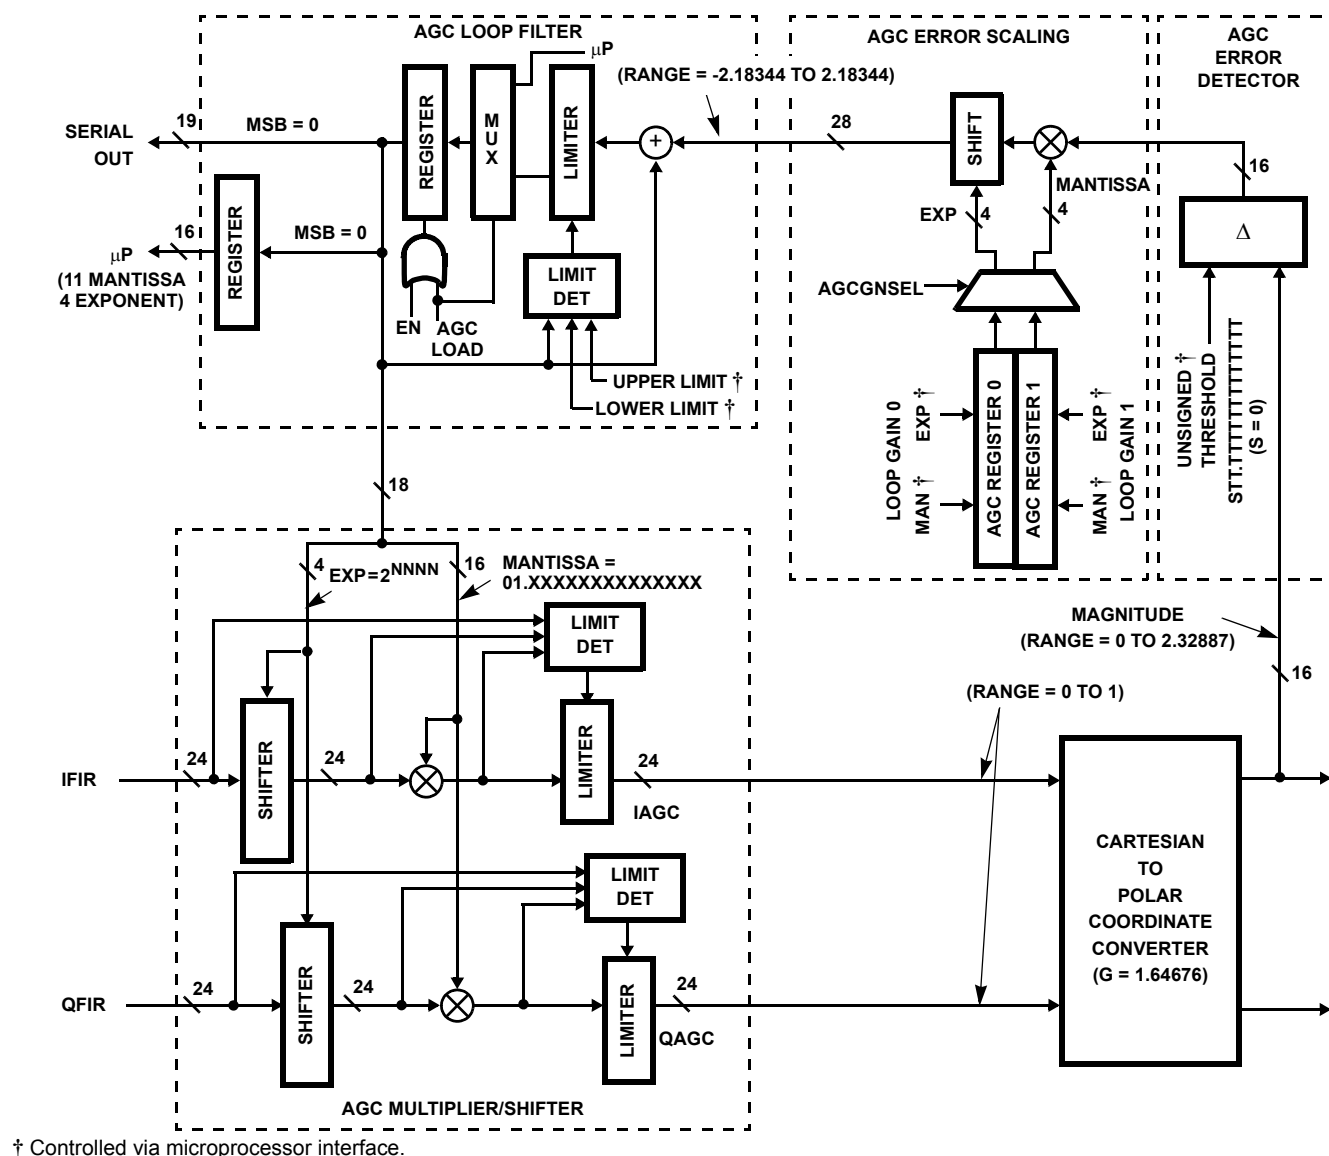 AGC LOOP FILTER
µP
(RANGE = -2.18344 TO 2.18344)
REGISTER
MUX
LIMITER
+
SERIAL
OUT
19
MSB = 0
µP
16
(11 MANTISSA
4 EXPONENT)
REGISTER
MSB = 0
EN
AGC
LOAD
LIMIT
DET
UPPER LIMIT †
LOWER LIMIT †
18
AGC ERROR SCALING
28
SHIFT
MANTISSA
EXP
4
4
AGCGNSEL
LOOP GAIN 0
EXP †
MAN †
AGC REGISTER 0
AGC REGISTER 1
EXP †
MAN †
LOOP GAIN 1
AGC
ERROR
DETECTOR
16
Δ
UNSIGNED †
THRESHOLD
STT.TTTTTTTTTTTTT
(S = 0)
MAGNITUDE
(RANGE = 0 TO 2.32887)
16
4
EXP=2^NNNN
16
MANTISSA =
01.XXXXXXXXXXXXXX
LIMIT
DET
IFIR
24
SHIFTER
24
LIMITER
24
IAGC
(RANGE = 0 TO 1)
LIMIT
DET
QFIR
24
SHIFTER
24
LIMITER
24
QAGC
CARTESIAN
TO
POLAR
COORDINATE
CONVERTER
(G = 1.64676)
AGC MULTIPLIER/SHIFTER
† Controlled via microprocessor interface.